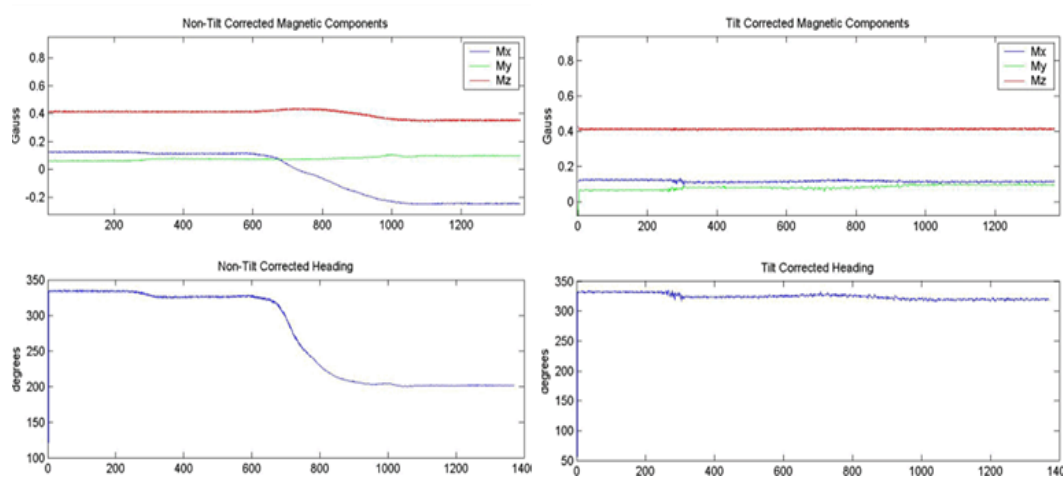 Non-Tilt Corrected Magnetic Components
0.8
0.6
0.4
0.2
0
-0.2
Gauss
Mx
My
Mz
200 400 600 800 1000 1200
Tilt Corrected Magnetic Components
0.8
0.6
0.4
0.2
0
Gauss
Mx
My
Mz
0 200 400 600 800 1000 1200
Non-Tilt Corrected Heading
350
300
250
200
150
100
degrees
0 200 400 600 800 1000 1200 140
Tilt Corrected Heading
350
300
250
200
150
100
50
degrees
0 200 400 600 800 1000 1200 140